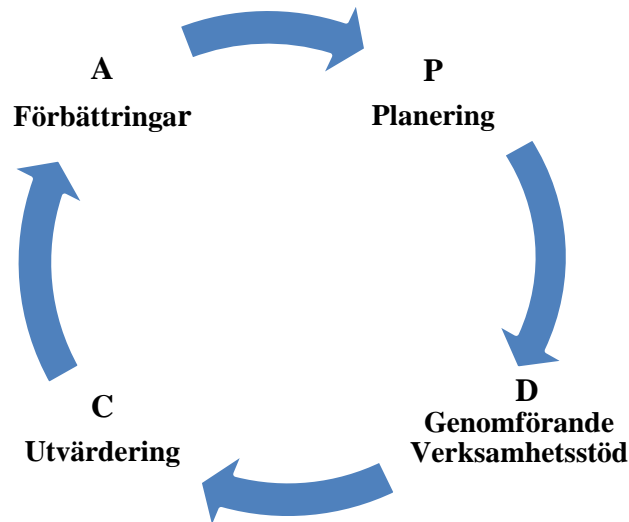 A
Förbättringar
P
Planering
D
Genomförande
Verksamhetsstöd
C
Utvärdering